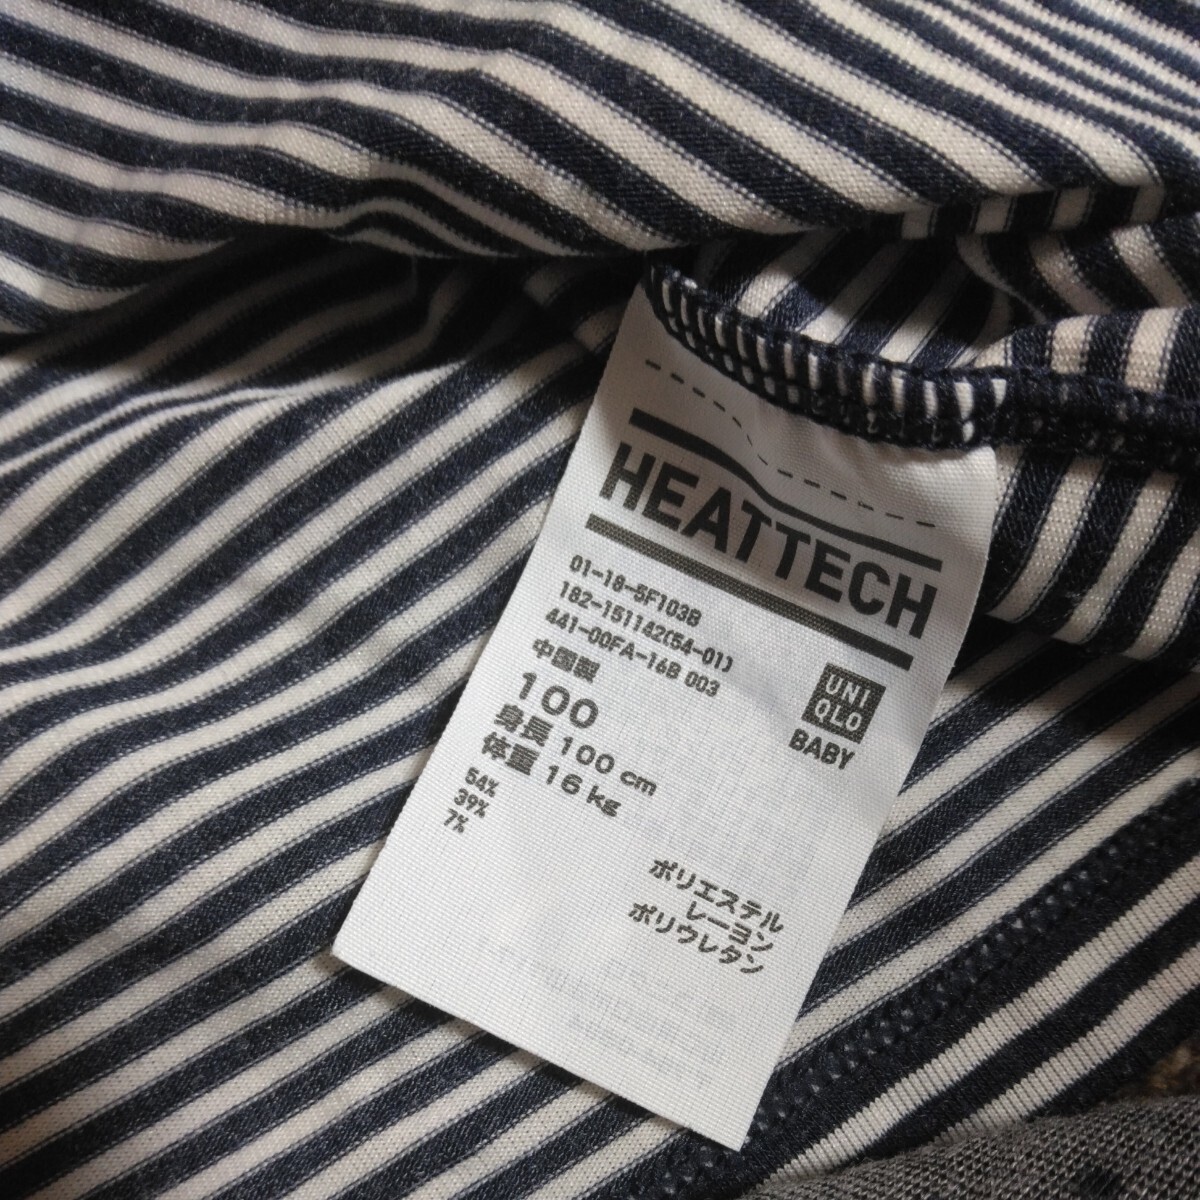 HEATTECH
01-18-5F103B
182-151142(54-01)
441-00FA-16B 003
中国製
100
身長 100 cm
体重 16 kg
UNI
QLO
BABY
54%
39%
7%
ポリエステル
レーヨン
ポリウレタン